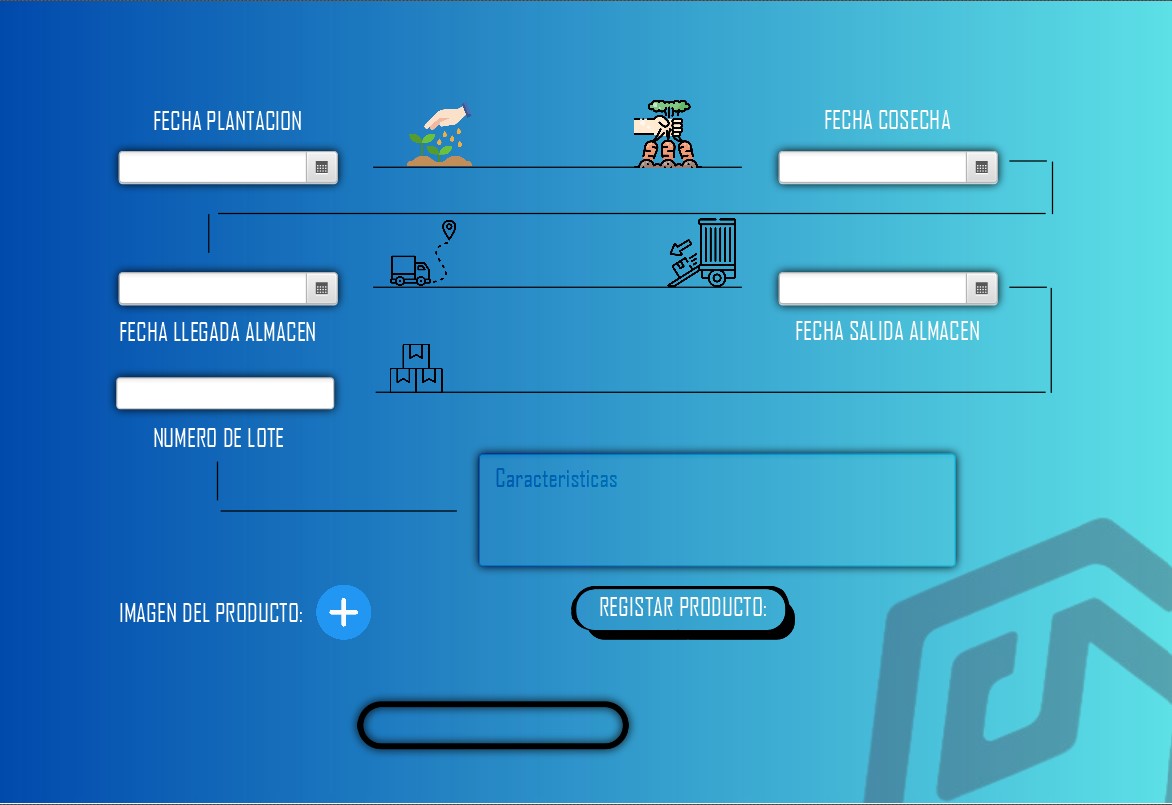 FECHA PLANTACION
FECHA COSECHA
FECHA LLEGADA ALMACEN
FECHA SALIDA ALMACEN
NUMERO DE LOTE
Caracteristicas
IMAGEN DEL PRODUCTO:
REGISTAR PRODUCTO: